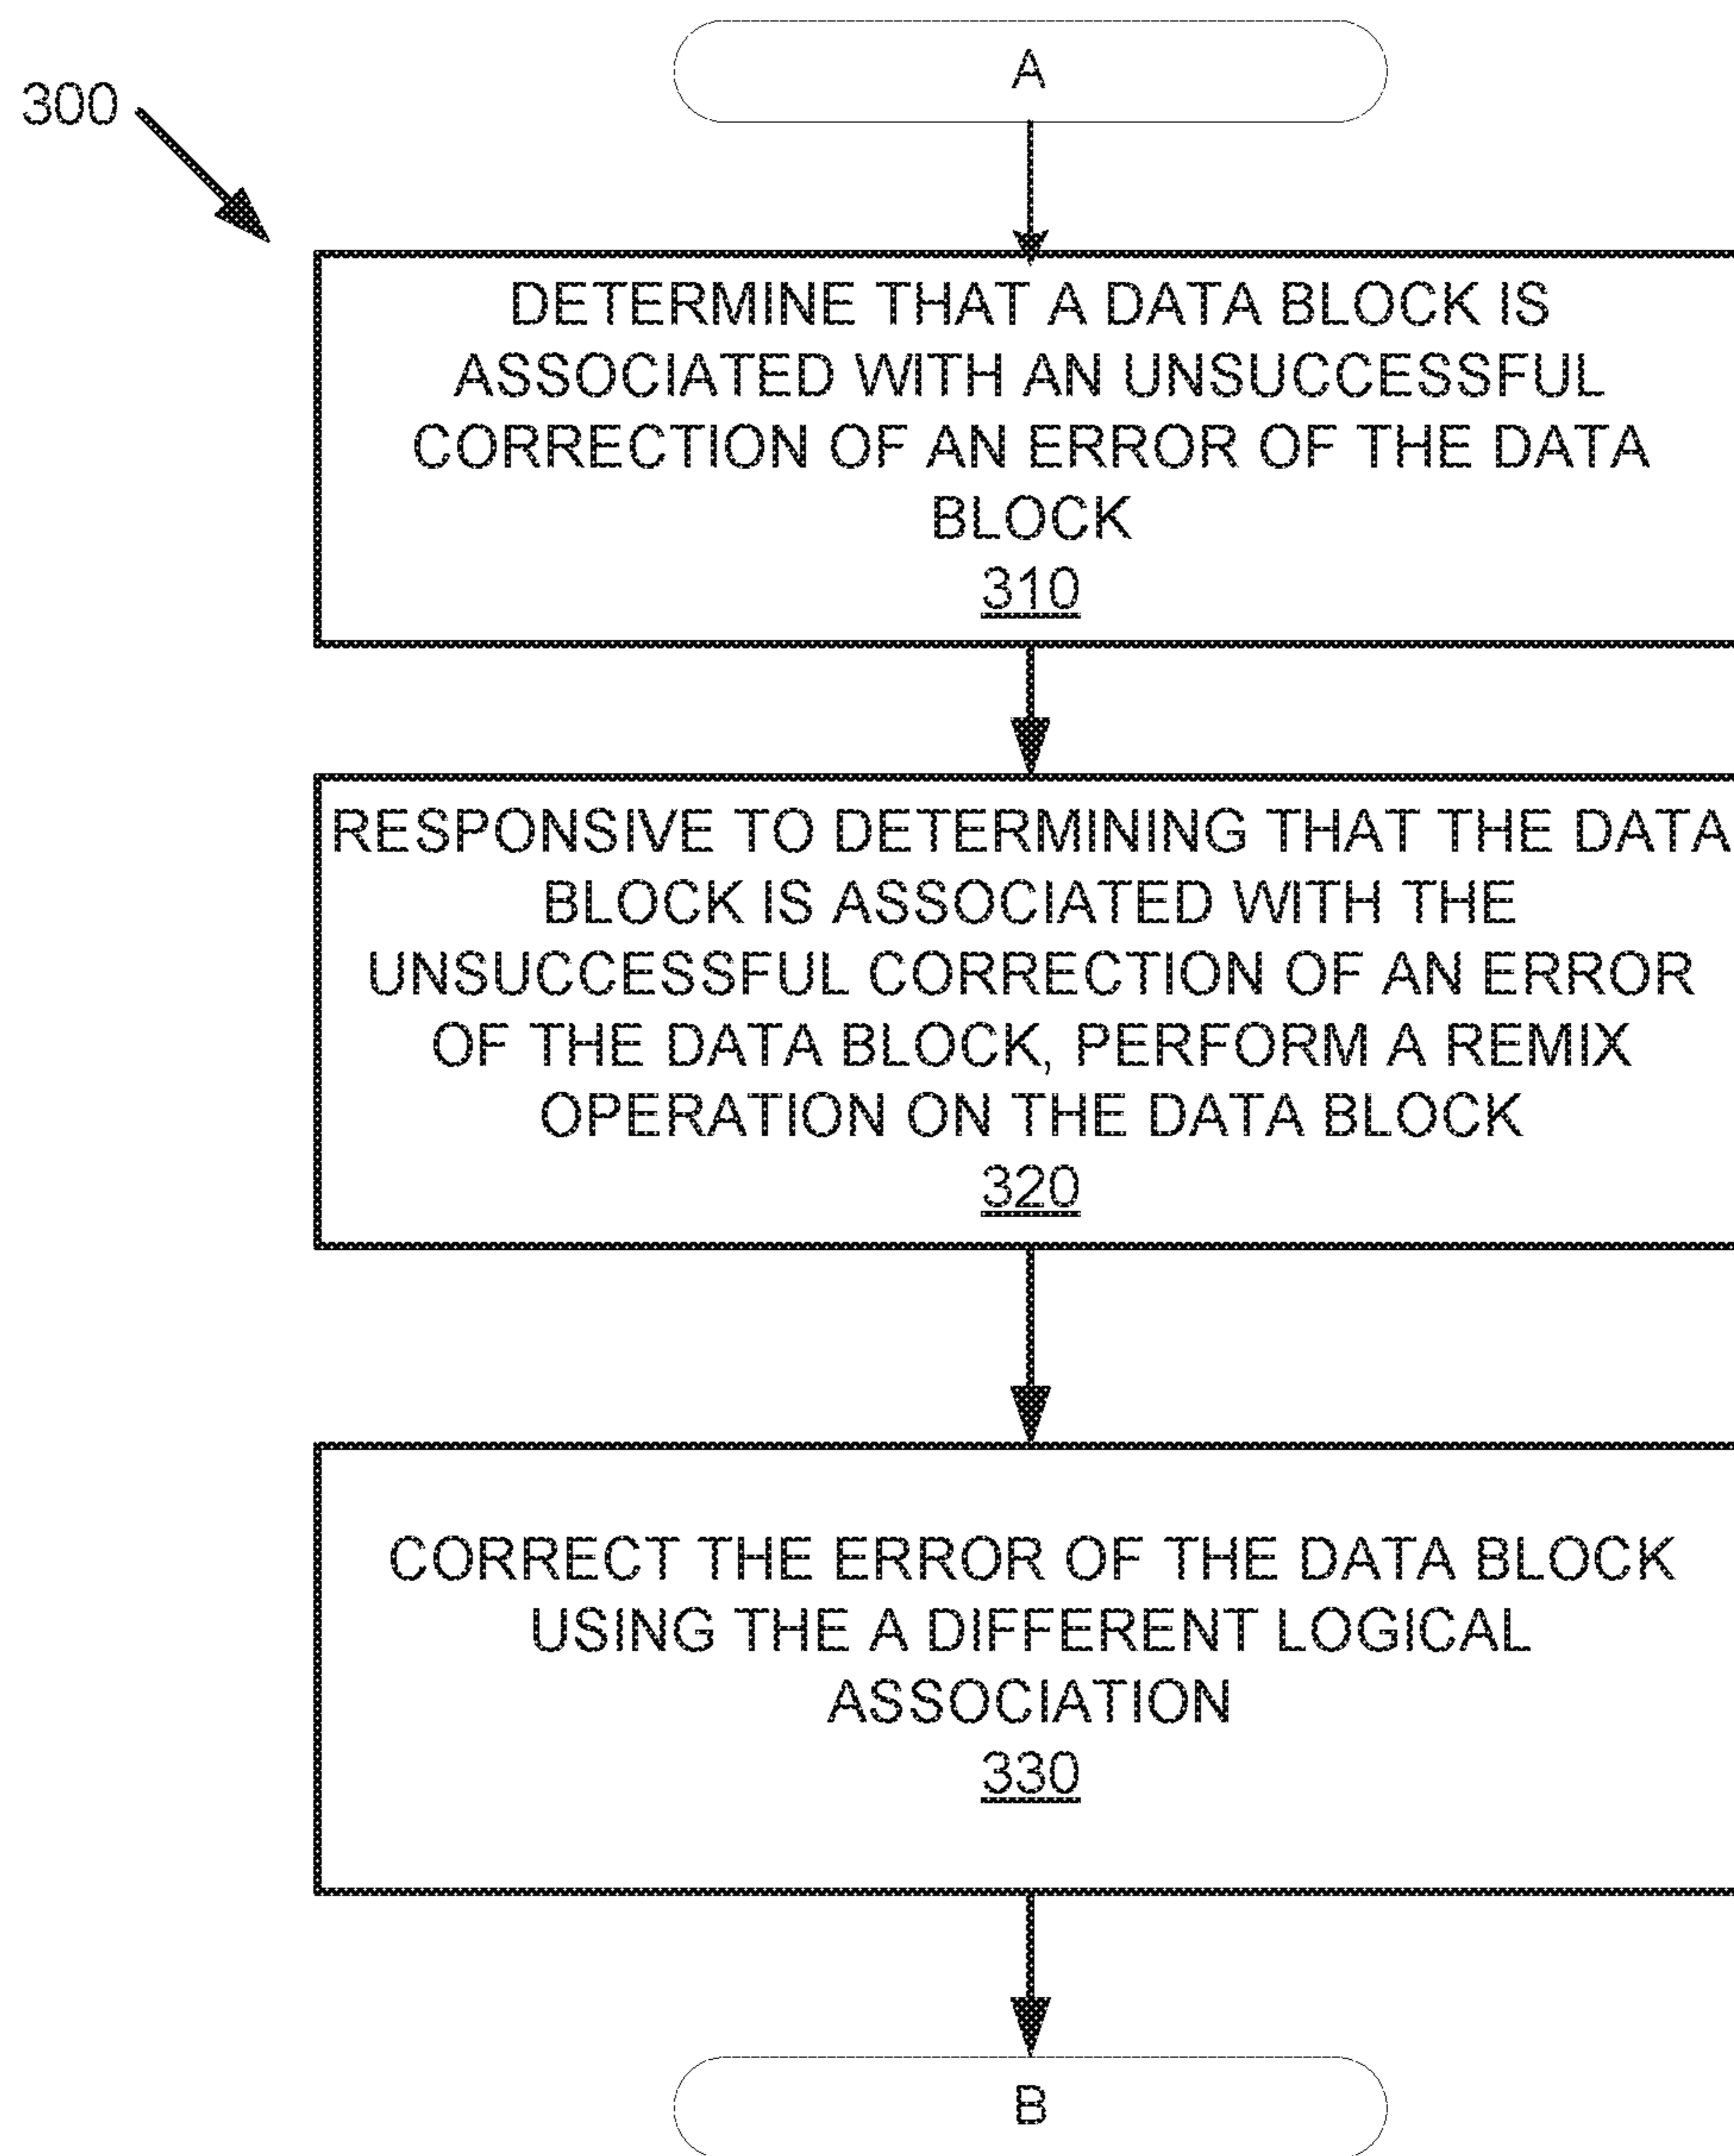 A
300
DETERMINE THAT A DATA BLOCK IS
ASSOCIATED WITH AN UNSUCCESSFUL
CORRECTION OF AN ERROR OF THE DATA
BLOCK
310
RESPONSIVE TO DETERMINING THAT THE DATA
BLOCK IS ASSOCIATED WITH THE
UNSUCCESSFUL CORRECTION OF AN ERROR
OF THE DATA BLOCK, PERFORM A REMIX
OPERATION ON THE DATA BLOCK
320
CORRECT THE ERROR OF THE DATA BLOCK
USING THE A DIFFERENT LOGICAL
ASSOCIATION
330
B